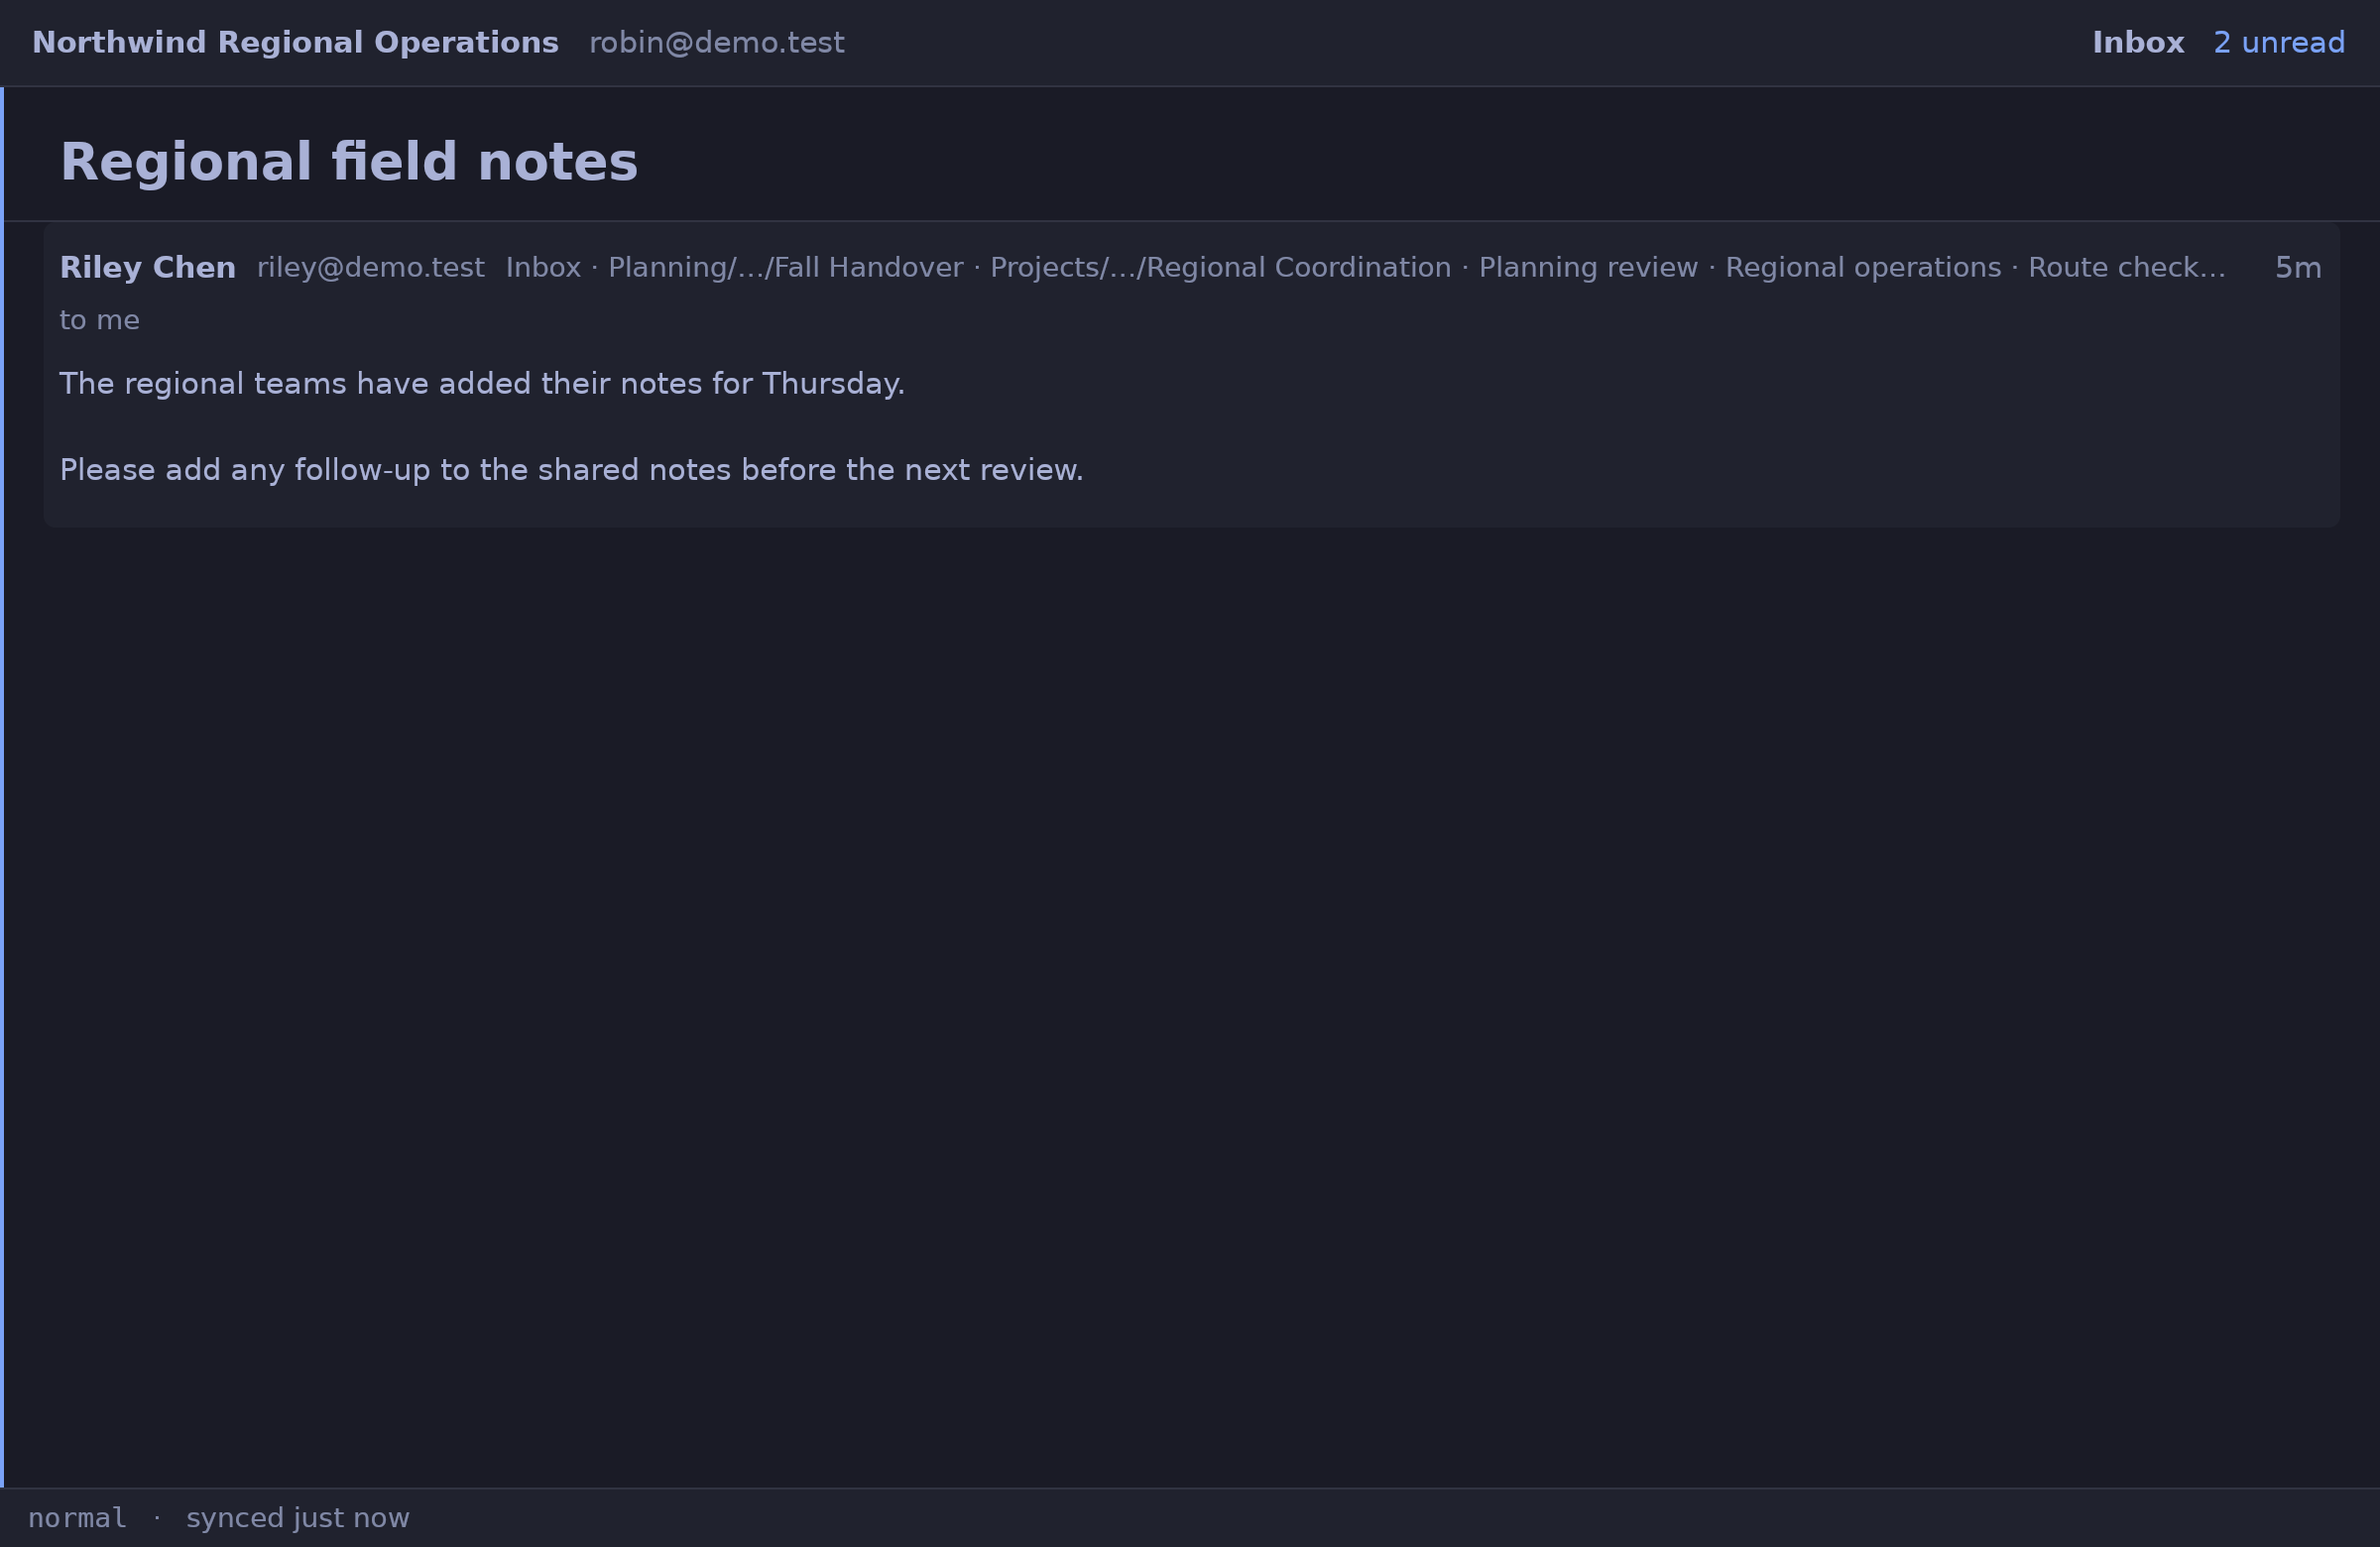 Northwind Regional Operations robin@demo.test Inbox 2 unread
Regional field notes
Riley Chen riley@demo.test Inbox · Planning/…/Fall Handover · Projects/…/Regional Coordination · Planning review · Regional operations · Route check… 5m
to me
The regional teams have added their notes for Thursday.
Please add any follow-up to the shared notes before the next review.
normal · synced just now